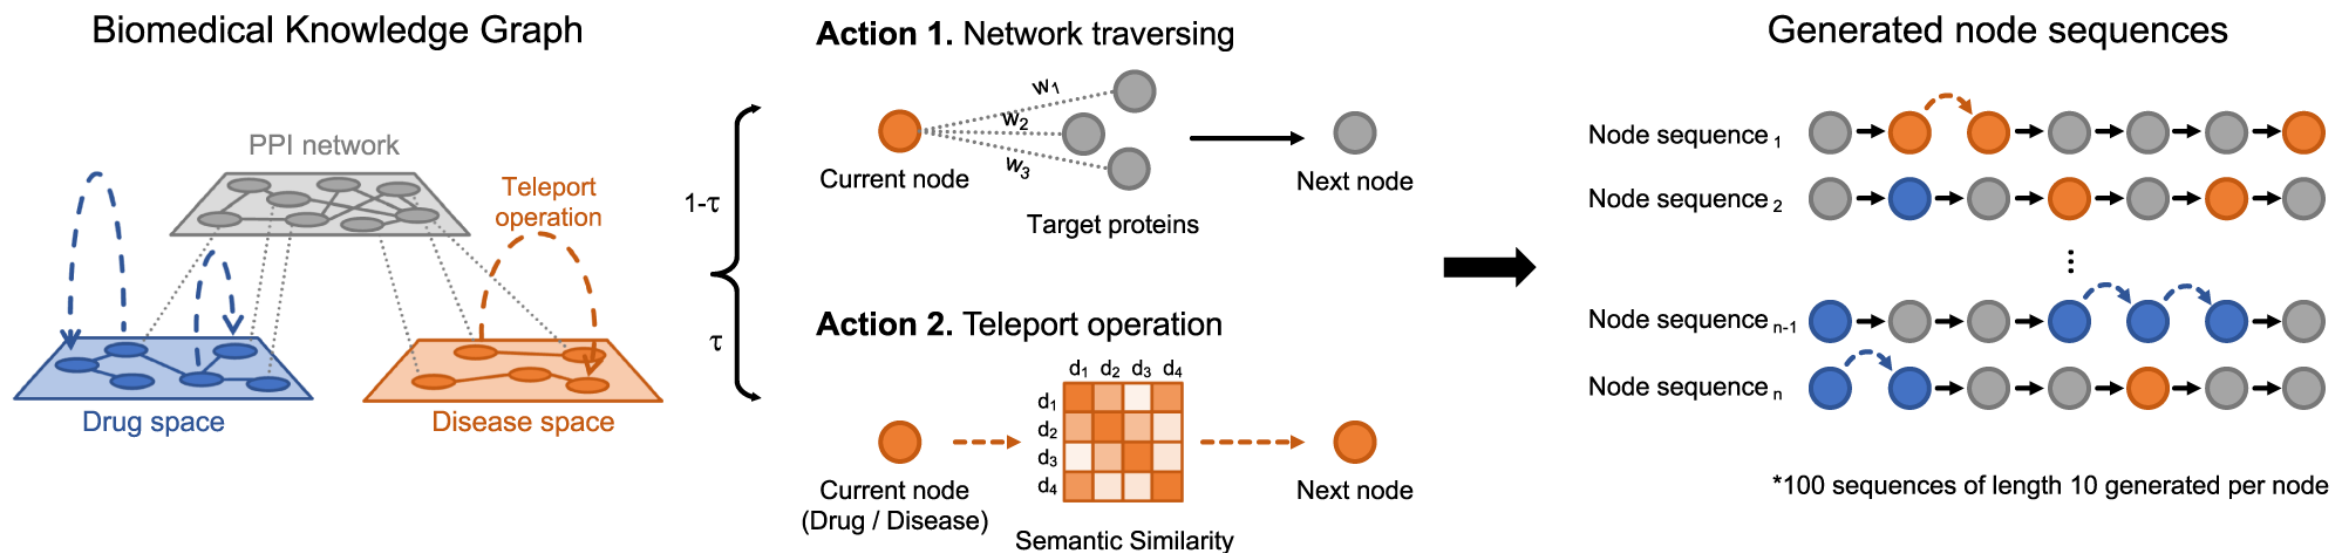 Biomedical Knowledge Graph
PPI network
Teleport
operation
Drug space
Disease space
1-τ
τ
Action 1. Network traversing
w1
w2
w3
Current node
Target proteins
Next node
Action 2. Teleport operation
d1 d2 d3 d4
d1
d2
d3
d4
Current node
(Drug / Disease)
Semantic Similarity
Next node
Generated node sequences
Node sequence 1
Node sequence 2
⋮
Node sequence n-1
Node sequence n
*100 sequences of length 10 generated per node